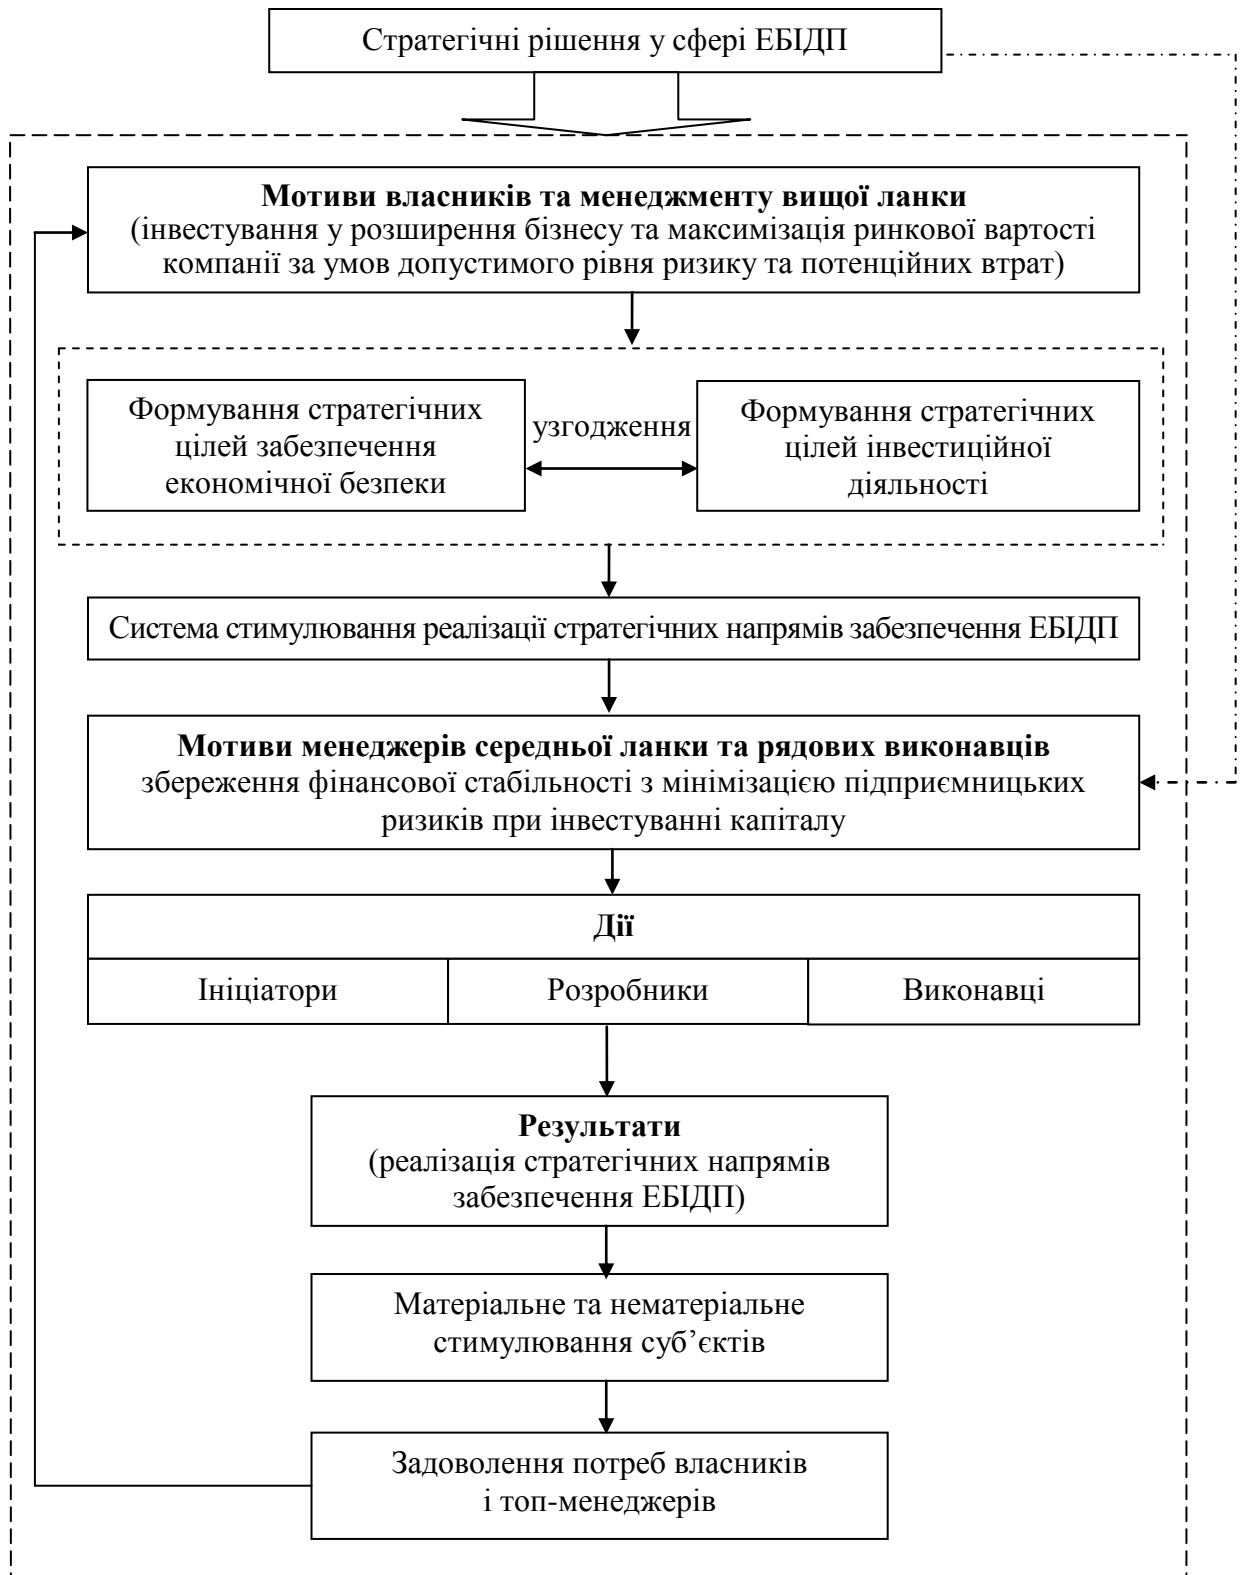 Стратегічні рішення у сфері ЕБІДП
Мотиви власників та менеджменту вищої ланки
(інвестування у розширення бізнесу та максимізація ринкової вартості
компанії за умов допустимого рівня ризику та потенційних втрат)
Формування стратегічних
цілей забезпечення
економічної безпеки
узгодження
Формування стратегічних
цілей інвестиційної
діяльності
Система стимулювання реалізації стратегічних напрямів забезпечення ЕБІДП
Мотиви менеджерів середньої ланки та рядових виконавців
збереження фінансової стабільності з мінімізацією підприємницьких
ризиків при інвестуванні капіталу
Дії
Ініціатори
Розробники
Виконавці
Результати
(реалізація стратегічних напрямів
забезпечення ЕБІДП)
Матеріальне та нематеріальне
стимулювання суб’єктів
Задоволення потреб власників
і топ-менеджерів